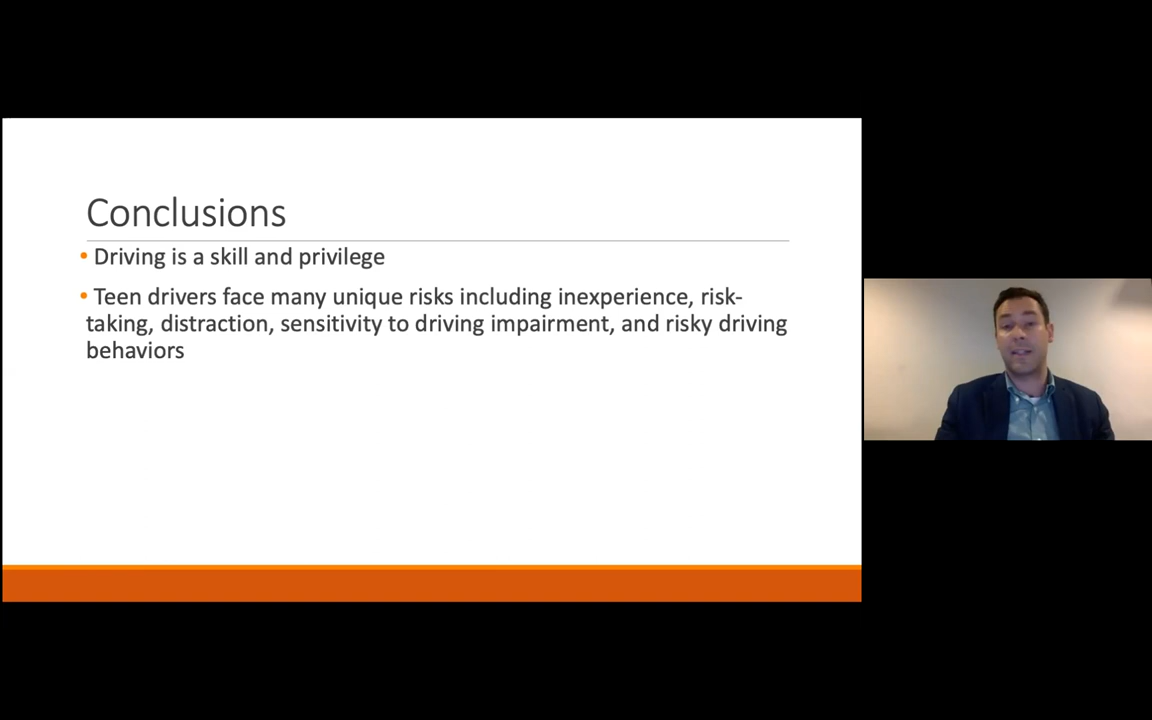 Conclusions
• Driving is a skill and privilege
• Teen drivers face many unique risks including inexperience, risk-
taking, distraction, sensitivity to driving impairment, and risky driving
behaviors